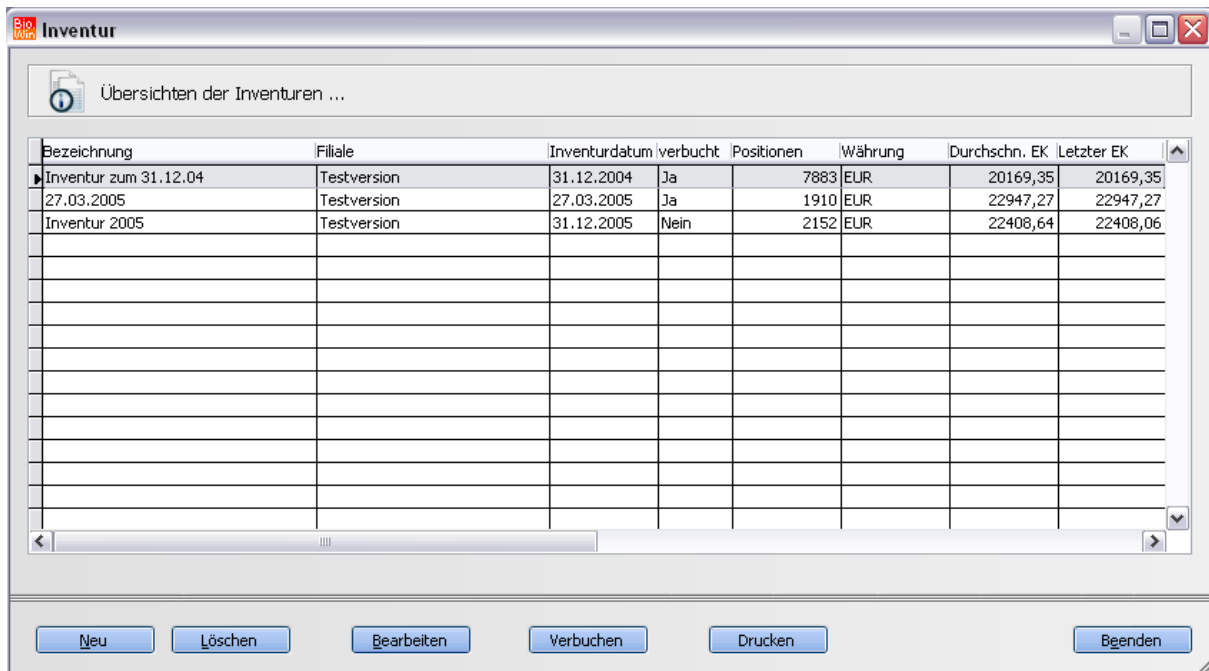 Bio Win Inventur
Übersichten der Inventuren ...
Bezeichnung Filiale Inventurdatum verbucht Positionen Währung Durchschn. EK Letzter EK
Inventur zum 31.12.04 Testversion 31.12.2004 Ja 7883 EUR 20169,35 20169,35
27.03.2005 Testversion 27.03.2005 Ja 1910 EUR 22947,27 22947,27
Inventur 2005 Testversion 31.12.2005 Nein 2152 EUR 22408,64 22408,06
Neu Löschen Bearbeiten Verbuchen Drucken Beenden